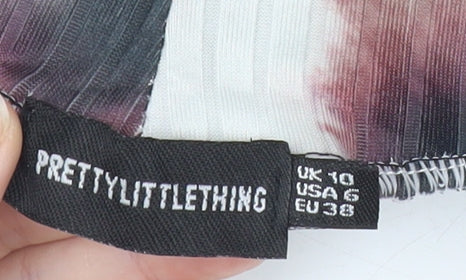 PRETTYLITTLETHING
UK 10
USA 6
EU 38